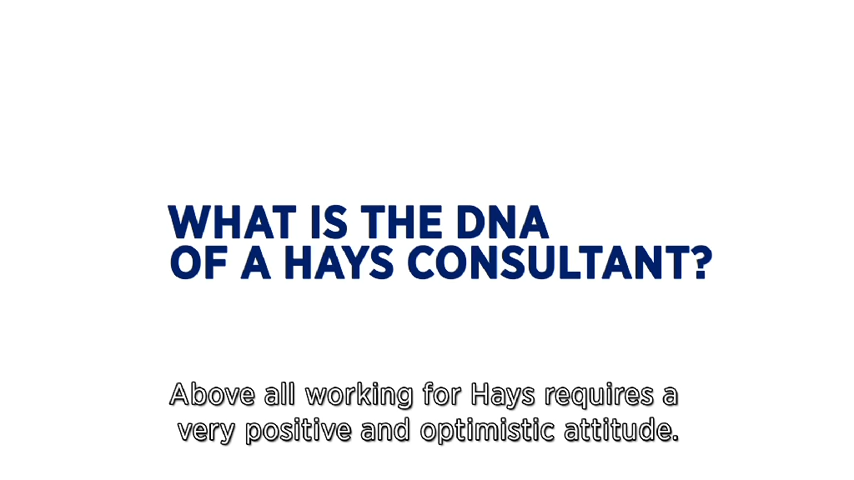 WHAT IS THE DNA
OF A HAYS CONSULTANT?
Above all working for Hays requires a
very positive and optimistic attitude.